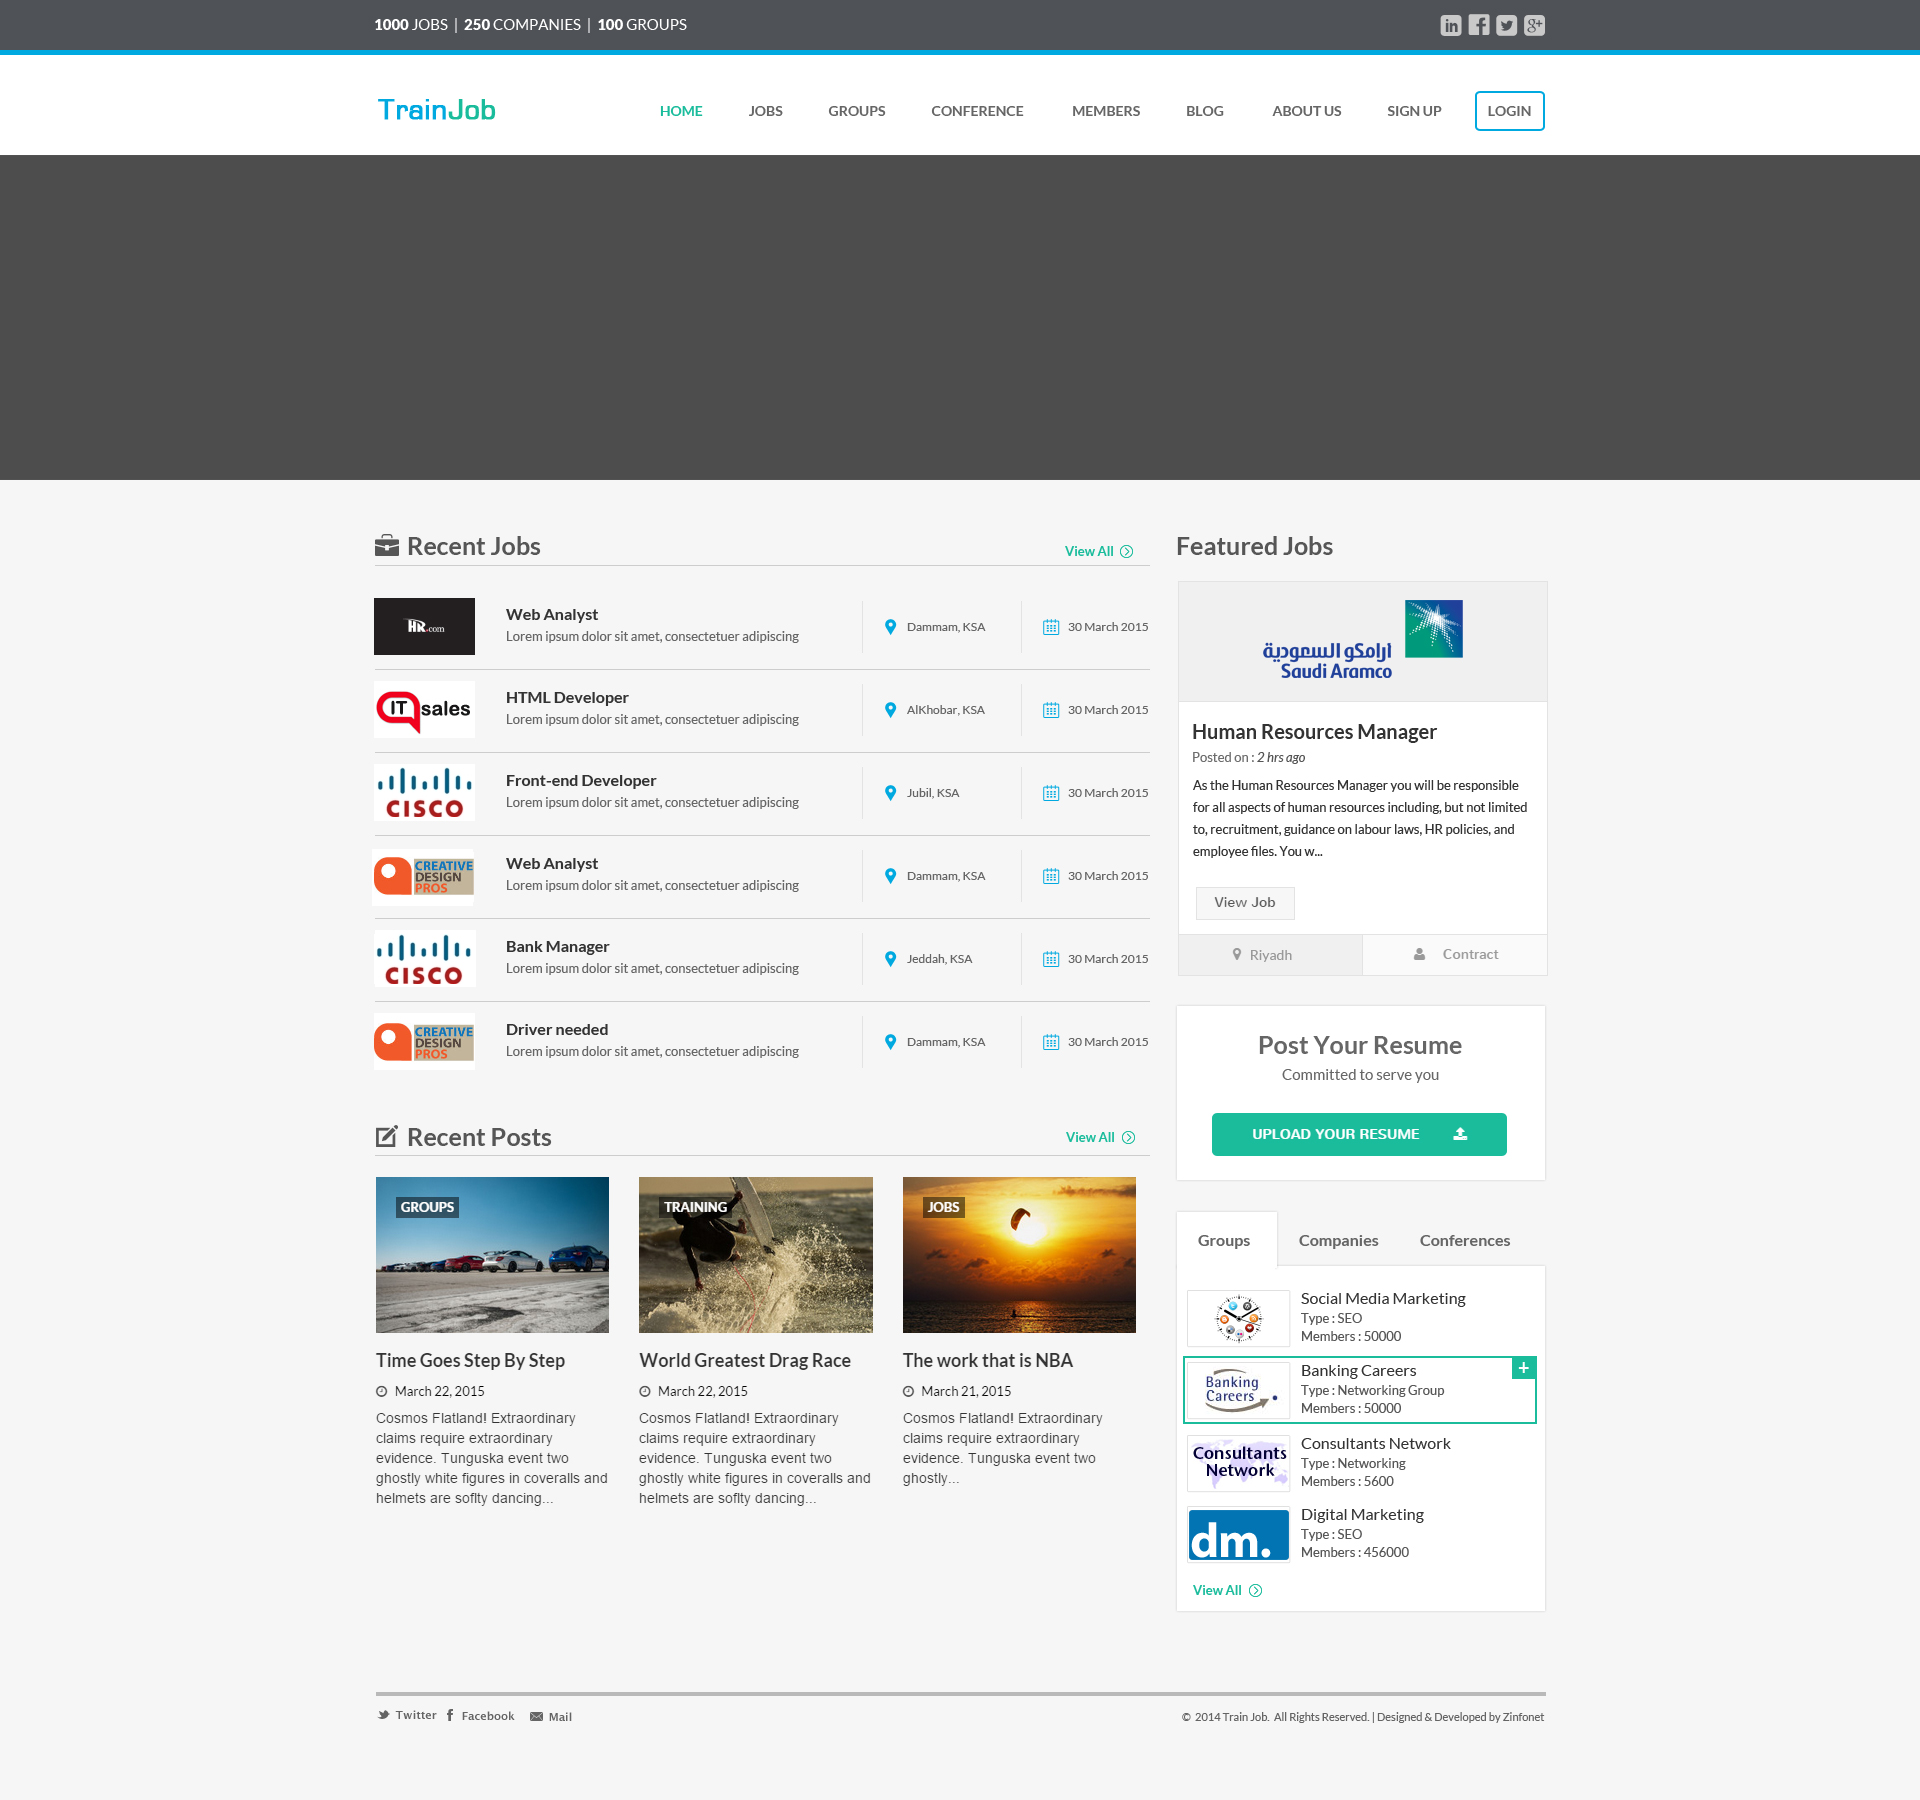 1000 JOBS | 250 COMPANIES | 100 GROUPS
TrainJob
HOME JOBS GROUPS CONFERENCE MEMBERS BLOG ABOUT US SIGN UP LOGIN
Recent Jobs
View All
HR.com
Web Analyst
Lorem ipsum dolor sit amet, consectetuer adipiscing
Dammam, KSA
30 March 2015
IT sales
HTML Developer
Lorem ipsum dolor sit amet, consectetuer adipiscing
AlKhobar, KSA
30 March 2015
CISCO
Front-end Developer
Lorem ipsum dolor sit amet, consectetuer adipiscing
Jubil, KSA
30 March 2015
CREATIVE
DESIGN
PROS
Web Analyst
Lorem ipsum dolor sit amet, consectetuer adipiscing
Dammam, KSA
30 March 2015
CISCO
Bank Manager
Lorem ipsum dolor sit amet, consectetuer adipiscing
Jeddah, KSA
30 March 2015
CREATIVE
DESIGN
PROS
Driver needed
Lorem ipsum dolor sit amet, consectetuer adipiscing
Dammam, KSA
30 March 2015
Recent Posts
View All
GROUPS
Time Goes Step By Step
March 22, 2015
Cosmos Flatland! Extraordinary
claims require extraordinary
evidence. Tunguska event two
ghostly white figures in coveralls and
helmets are soflty dancing...
TRAINING
World Greatest Drag Race
March 22, 2015
Cosmos Flatland! Extraordinary
claims require extraordinary
evidence. Tunguska event two
ghostly white figures in coveralls and
helmets are soflty dancing...
JOBS
The work that is NBA
March 21, 2015
Cosmos Flatland! Extraordinary
claims require extraordinary
evidence. Tunguska event two
ghostly...
Featured Jobs
ارامكو السعودية
Saudi Aramco
Human Resources Manager
Posted on : 2 hrs ago
As the Human Resources Manager you will be responsible
for all aspects of human resources including, but not limited
to, recruitment, guidance on labour laws, HR policies, and
employee files. You w...
View Job
Riyadh
Contract
Post Your Resume
Committed to serve you
UPLOAD YOUR RESUME
Groups Companies Conferences
Social Media Marketing
Type : SEO
Members : 50000
Banking
Careers
Banking Careers
Type : Networking Group
Members : 50000
+
Consultants
Network
Consultants Network
Type : Networking
Members : 5600
dm.
Digital Marketing
Type : SEO
Members : 456000
View All
Twitter Facebook Mail
© 2014 Train Job. All Rights Reserved. | Designed & Developed by Zinfonet